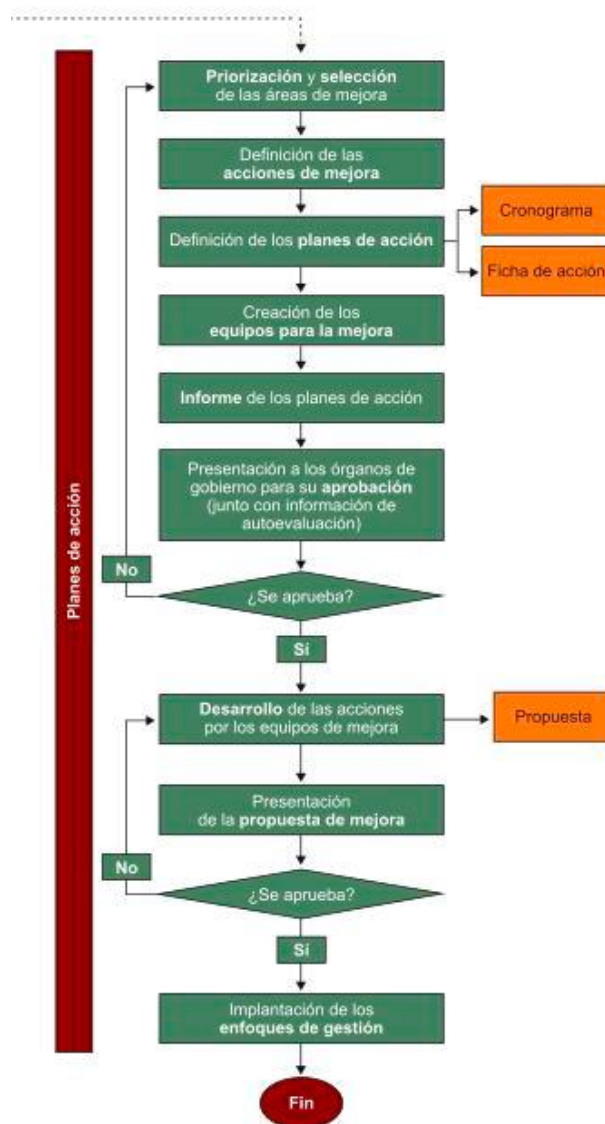 Priorización y selección
de las áreas de mejora
Definición de las
acciones de mejora
Definición de los planes de acción
Cronograma
Ficha de acción
Creación de los
equipos para la mejora
Informe de los planes de acción
Presentación a los órganos de
gobierno para su aprobación
(junto con información de
autoevaluación)
Planes de acción
No
¿Se aprueba?
Sí
Desarrollo de las acciones
por los equipos de mejora
Propuesta
Presentación
de la propuesta de mejora
No
¿Se aprueba?
Sí
Implantación de los
enfoques de gestión
Fin